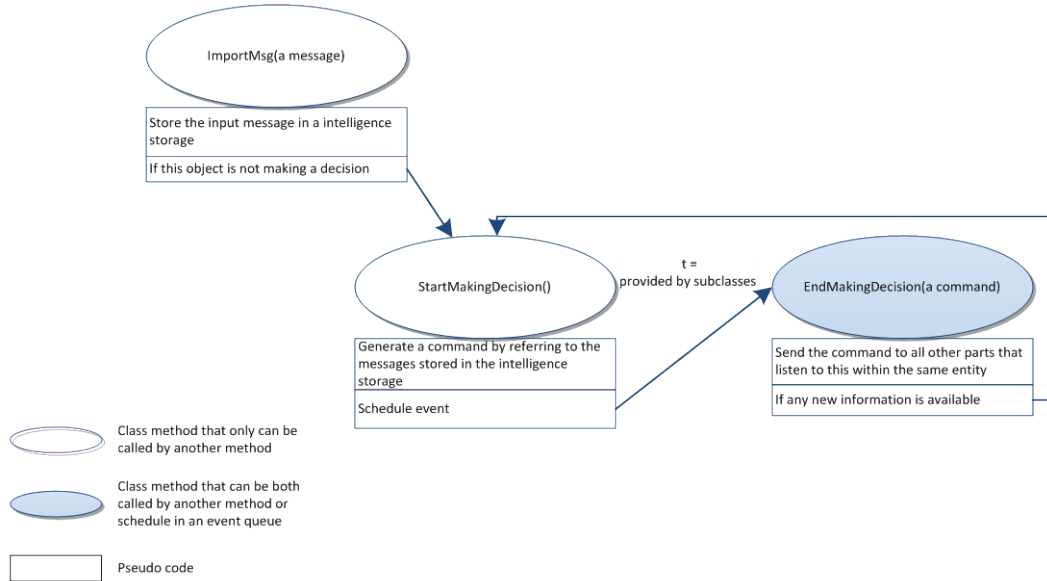 ImportMsg(a message)
Store the input message in a intelligence
storage
If this object is not making a decision
StartMakingDecision()
t =
provided by subclasses
EndMakingDecision(a command)
Generate a command by referring to the
messages stored in the intelligence
storage
Schedule event
Send the command to all other parts that
listen to this within the same entity
If any new information is available
Class method that only can be
called by another method
Class method that can be both
called by another method or
schedule in an event queue
Pseudo code